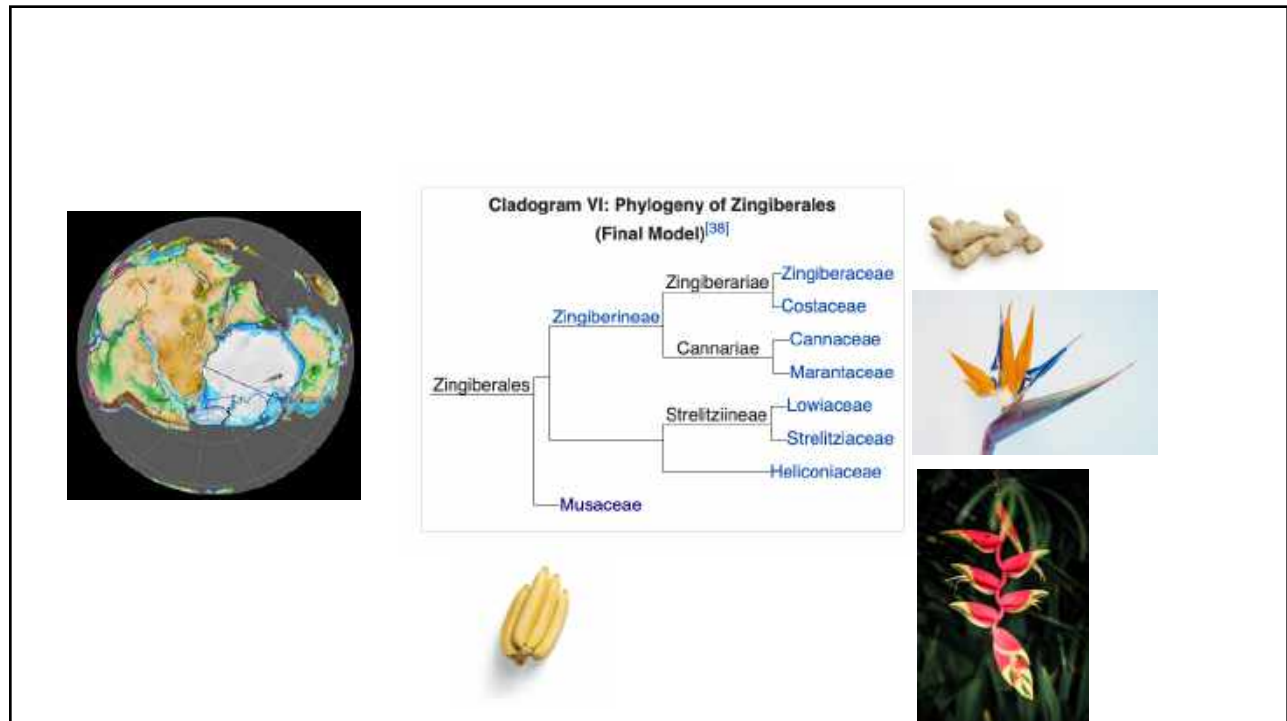 Cladogram VI: Phylogeny of Zingiberales
(Final Model)[38]
Zingiberales
Zingiberineae
Zingiberariae
Zingiberaceae
Costaceae
Cannariae
Cannaceae
Marantaceae
Strelitziineae
Lowiaceae
Strelitziaceae
Heliconiaceae
Musaceae